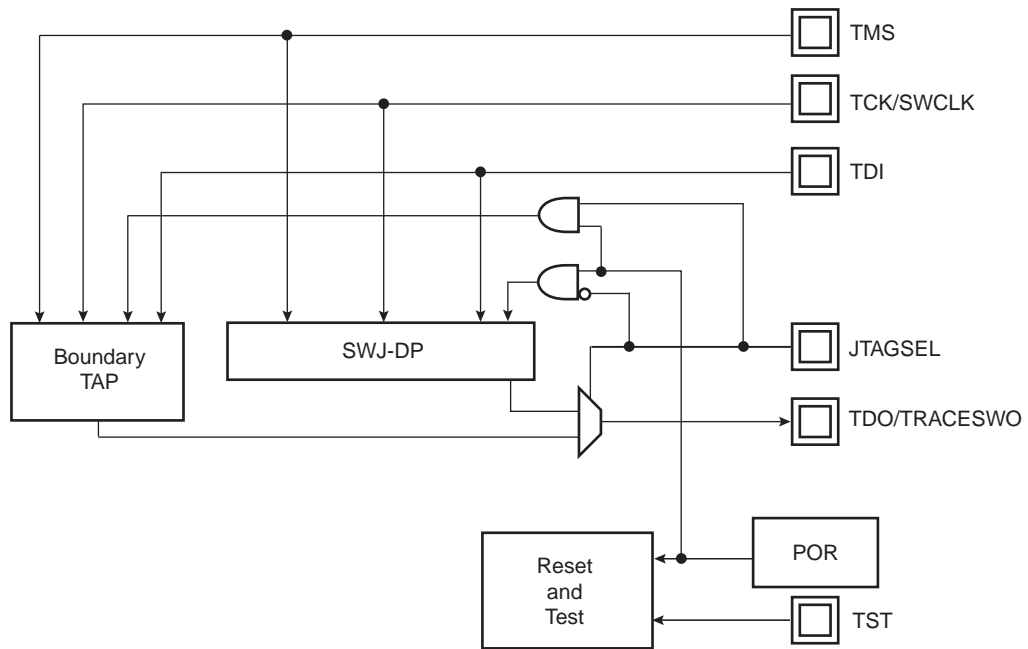 TMS
TCK/SWCLK
TDI
Boundary
TAP
SWJ-DP
JTAGSEL
TDO/TRACESWO
Reset
and
Test
POR
TST